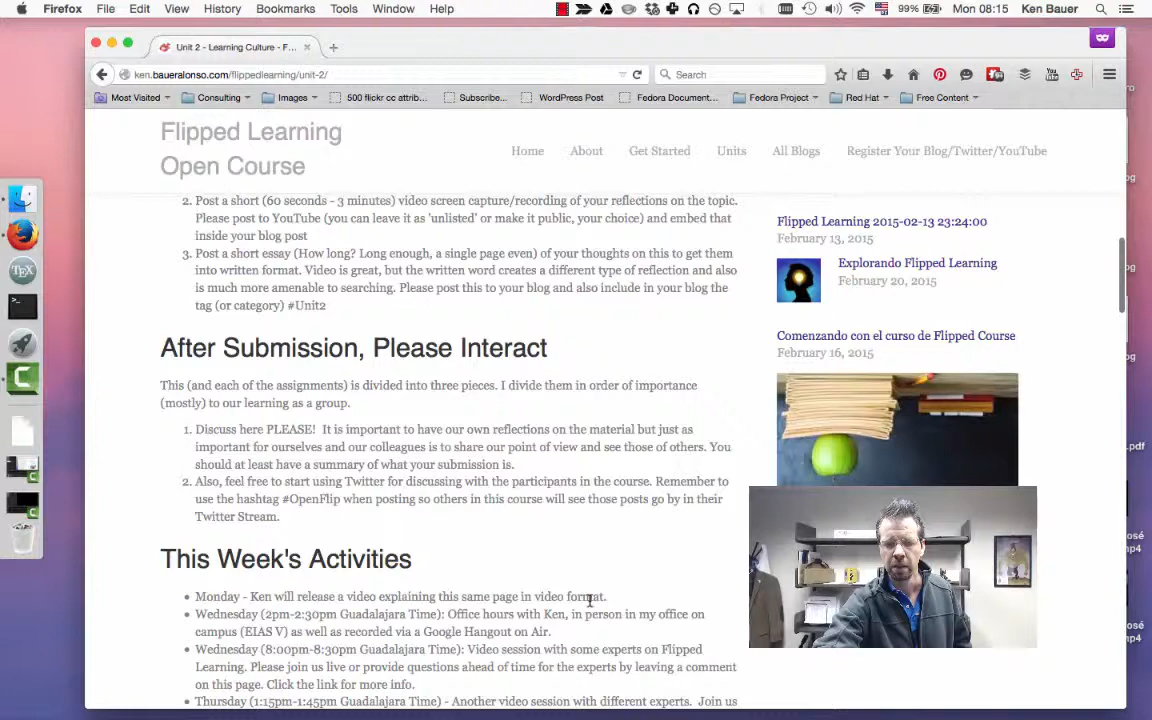 Firefox File Edit View History Bookmarks Tools Window Help 99% Mon 08:15 Ken Bauer
Unit 2 - Learning Culture - F...
ken.baueralonso.com/flippedlearning/unit-2/ Search
Most Visited Consulting Images 500 flickr cc attrib... Subscribe... WordPress Post Fedora Document... Fedora Project Red Hat Free Content
Flipped Learning
Open Course
Home About Get Started Units All Blogs Register Your Blog/Twitter/YouTube
2. Post a short (60 seconds - 3 minutes) video screen capture/recording of your reflections on the topic.
Please post to YouTube (you can leave it as 'unlisted' or make it public, your choice) and embed that
inside your blog post
3. Post a short essay (How long? Long enough, a single page even) of your thoughts on this to get them
into written format. Video is great, but the written word creates a different type of reflection and also
is much more amenable to searching. Please post this to your blog and also include in your blog the
tag (or category) #Unit2
After Submission, Please Interact
This (and each of the assignments) is divided into three pieces. I divide them in order of importance
(mostly) to our learning as a group.
1. Discuss here PLEASE! It is important to have our own reflections on the material but just as
important for ourselves and our colleagues is to share our point of view and see those of others. You
should at least have a summary of what your submission is.
2. Also, feel free to start using Twitter for discussing with the participants in the course. Remember to
use the hashtag #OpenFlip when posting so others in this course will see those posts go by in their
Twitter Stream.
This Week's Activities
Monday - Ken will release a video explaining this same page in video format.
Wednesday (2pm-2:30pm Guadalajara Time): Office hours with Ken, in person in my office on
campus (EIAS V) as well as recorded via a Google Hangout on Air.
Wednesday (8:00pm-8:30pm Guadalajara Time): Video session with some experts on Flipped
Learning. Please join us live or provide questions ahead of time for the experts by leaving a comment
on this page. Click the link for more info.
Thursday (1:15pm-1:45pm Guadalajara Time) - Another video session with different experts. Join us
Flipped Learning 2015-02-13 23:24:00
February 13, 2015
Explorando Flipped Learning
February 20, 2015
Comenzando con el curso de Flipped Course
February 16, 2015
TEX
.pdf
osé
mp4
osé
mp4